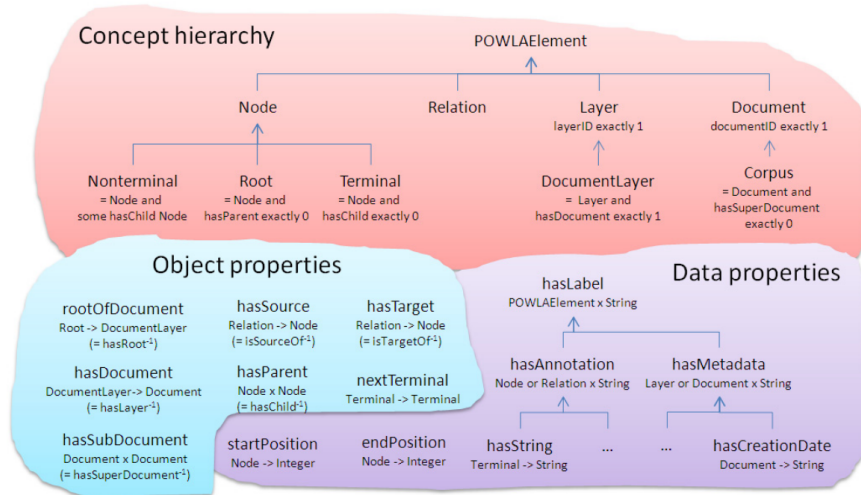 Concept hierarchy
POWLAElement
Node
Relation
Layer
layerID exactly 1
Document
documentID exactly 1
Nonterminal
= Node and
some hasChild Node
Root
= Node and
hasParent exactly 0
Terminal
= Node and
hasChild exactly 0
DocumentLayer
= Layer and
hasDocument exactly 1
Corpus
= Document and
hasSuperDocument
exactly 0
Object properties
rootOfDocument
Root -> DocumentLayer
(= hasRoot⁻¹)
hasSource
Relation -> Node
(= isSourceOf⁻¹)
hasTarget
Relation -> Node
(= isTargetOf⁻¹)
hasDocument
DocumentLayer-> Document
(= hasLayer⁻¹)
hasParent
Node x Node
(= hasChild⁻¹)
nextTerminal
Terminal -> Terminal
hasSubDocument
Document x Document
(= hasSuperDocument⁻¹)
Data properties
hasLabel
POWLAElement x String
hasAnnotation
Node or Relation x String
hasMetadata
Layer or Document x String
startPosition
Node -> Integer
endPosition
Node -> Integer
hasString
Terminal -> String
...
...
hasCreationDate
Document -> String